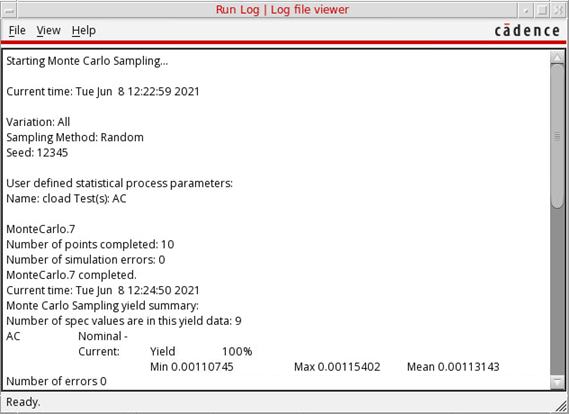 Run Log | Log file viewer
File View Help
cādence
Starting Monte Carlo Sampling...
Current time: Tue Jun 8 12:22:59 2021
Variation: All
Sampling Method: Random
Seed: 12345
User defined statistical process parameters:
Name: cload Test(s): AC
MonteCarlo.7
Number of points completed: 10
Number of simulation errors: 0
MonteCarlo.7 completed.
Current time: Tue Jun 8 12:24:50 2021
Monte Carlo Sampling yield summary:
Number of spec values are in this yield data: 9
AC Nominal -
Current: Yield 100%
Min 0.00110745 Max 0.00115402 Mean 0.00113143
Number of errors 0
Ready.